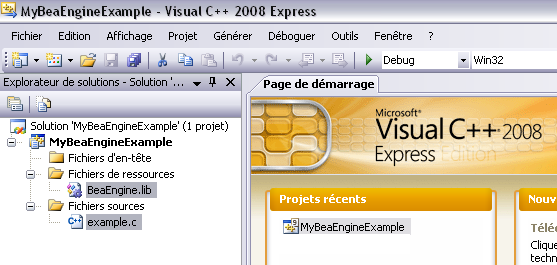 MyBeaEngineExample - Visual C++ 2008 Express
Fichier Edition Affichage Projet Générer Déboguer Outils Fenêtre ?
Debug Win32
Explorateur de solutions - Solution '...
Page de démarrage
Solution 'MyBeaEngineExample' (1 projet)
MyBeaEngineExample
Fichiers d'en-tête
Fichiers de ressources
BeaEngine.lib
Fichiers sources
example.c
Microsoft®
Visual C++® 2008
Express Edition
Projets récents
MyBeaEngineExample
Nouv
Téléc
Clique
techn